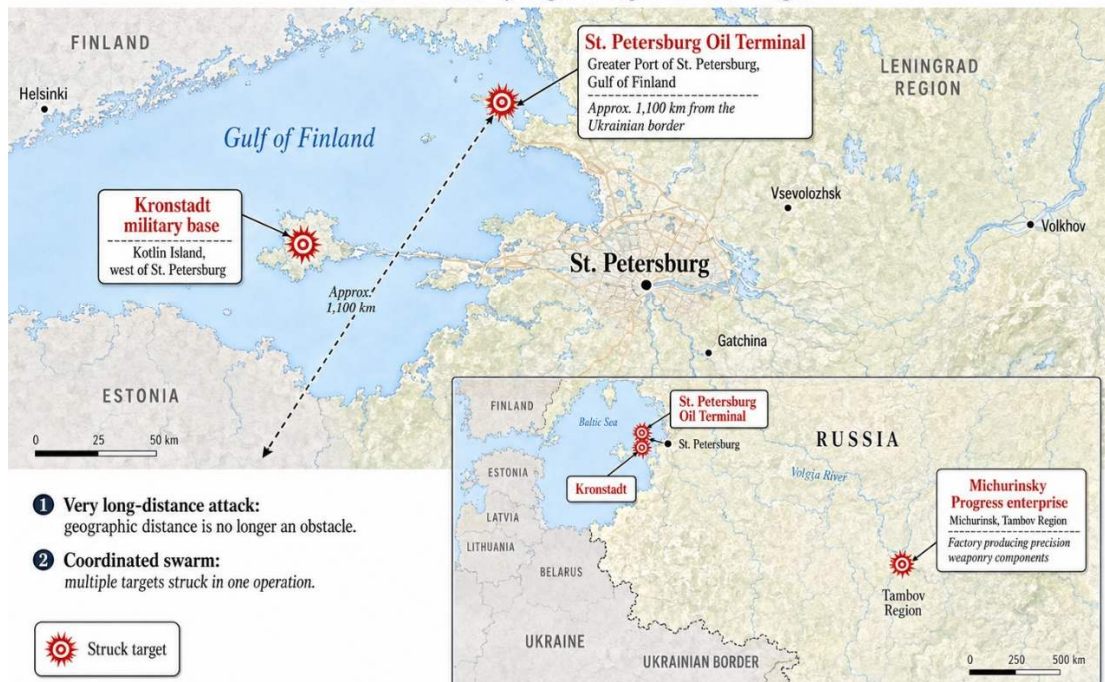 FINLAND
Helsinki
Gulf of Finland
St. Petersburg Oil Terminal
Greater Port of St. Petersburg,
Gulf of Finland
Approx. 1,100 km from the
Ukrainian border
LENINGRAD
REGION
Kronstadt
military base
Kotlin Island,
west of St. Petersburg
Approx.
1,100 km
Vsevolozhsk
Volkhov
St. Petersburg
Gatchina
ESTONIA
0 25 50 km
1 Very long-distance attack:
geographic distance is no longer an obstacle.
2 Coordinated swarm:
multiple targets struck in one operation.
Struck target
FINLAND
Baltic Sea
St. Petersburg
Oil Terminal
St. Petersburg
RUSSIA
ESTONIA
Kronstadt
Volgja River
LATVIA
LITHUANIA
BELARUS
Michurinsky
Progress enterprise
Michurinsk, Tambov Region
Factory producing precision
weaponry components
Tambov
Region
UKRAINE
UKRAINIAN BORDER
0 250 500 km